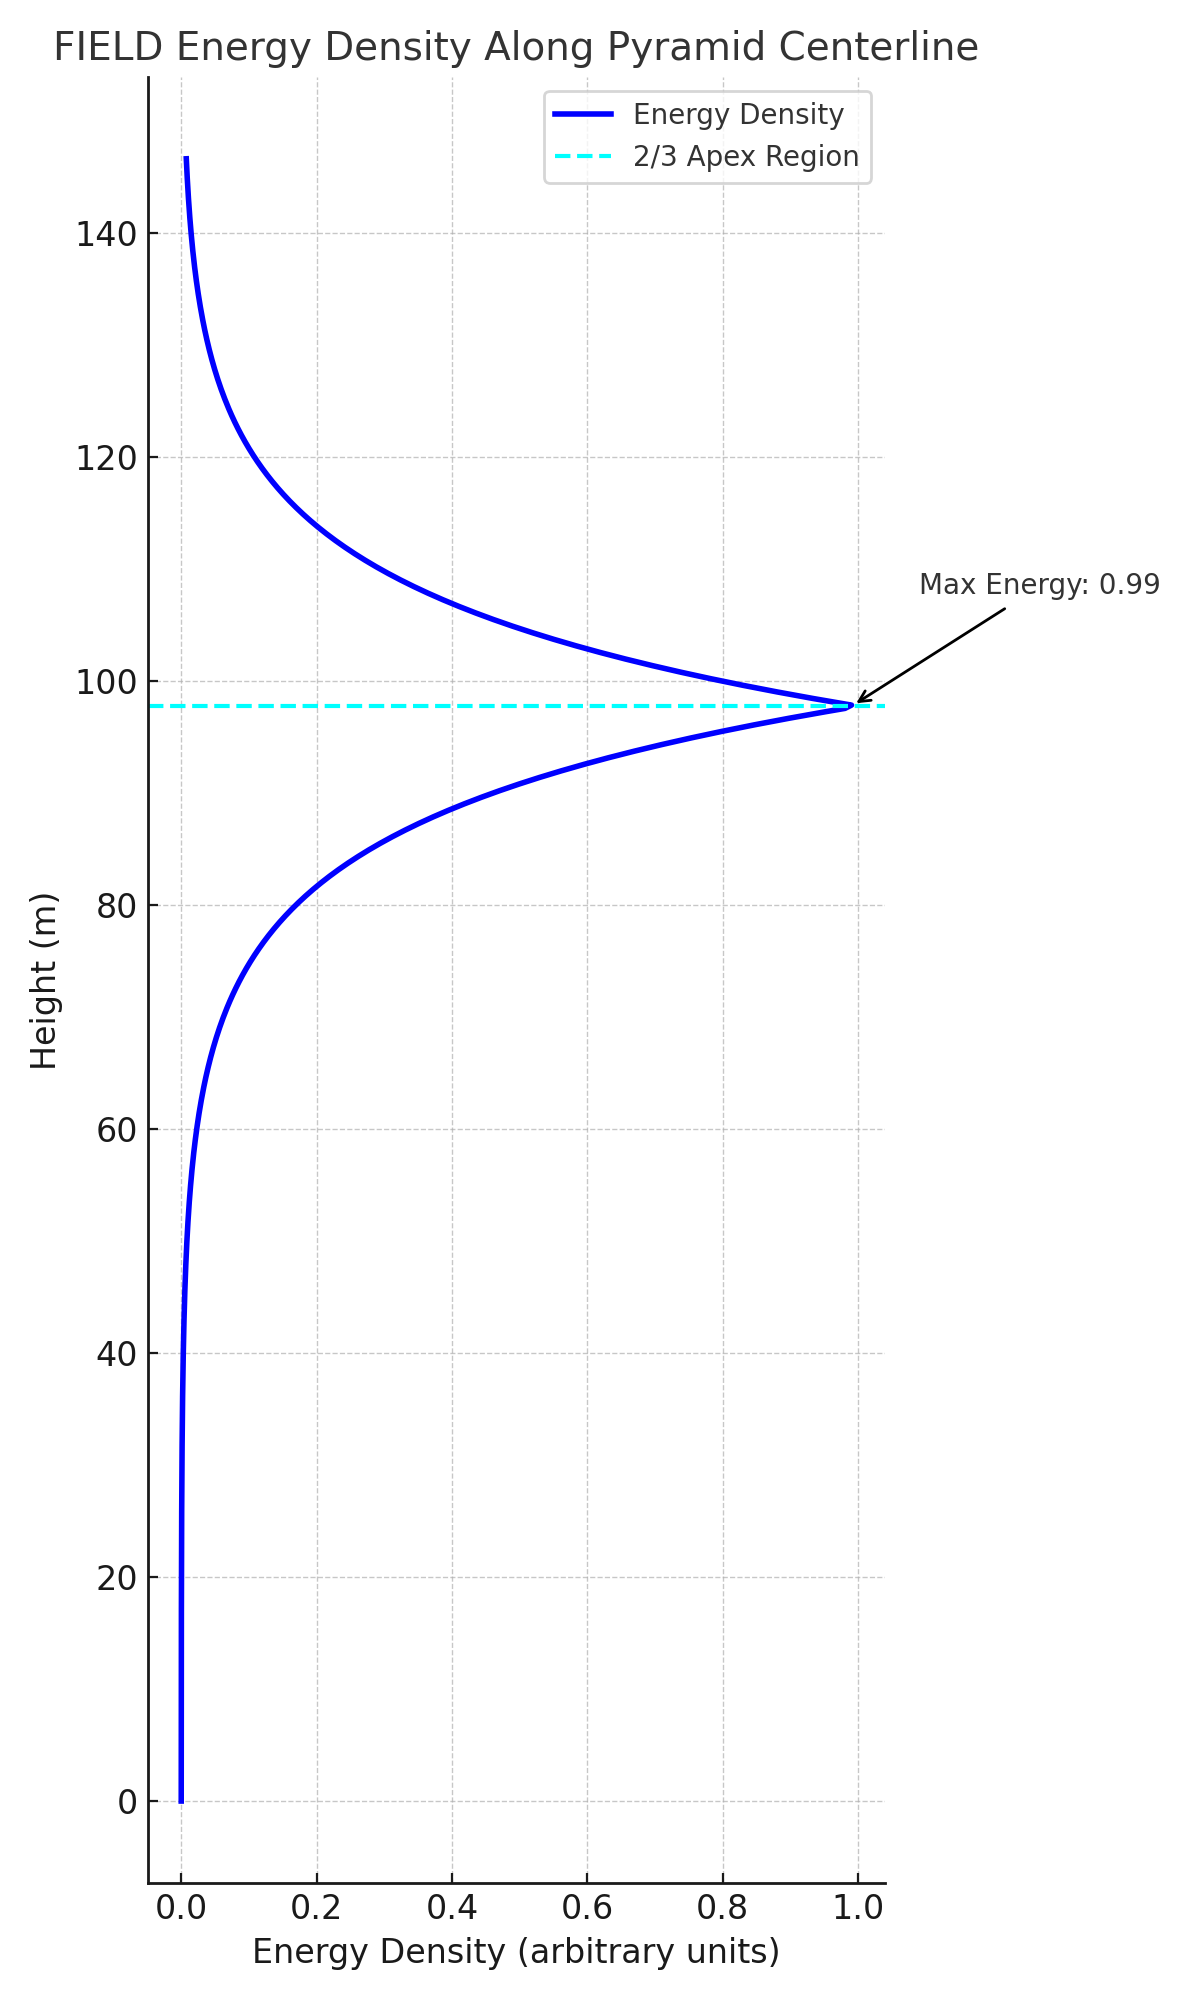 FIELD Energy Density Along Pyramid Centerline
Energy Density
2/3 Apex Region
140
120
Max Energy: 0.99
100
80
Height (m)
60
40
20
0
0.0 0.2 0.4 0.6 0.8 1.0
Energy Density (arbitrary units)